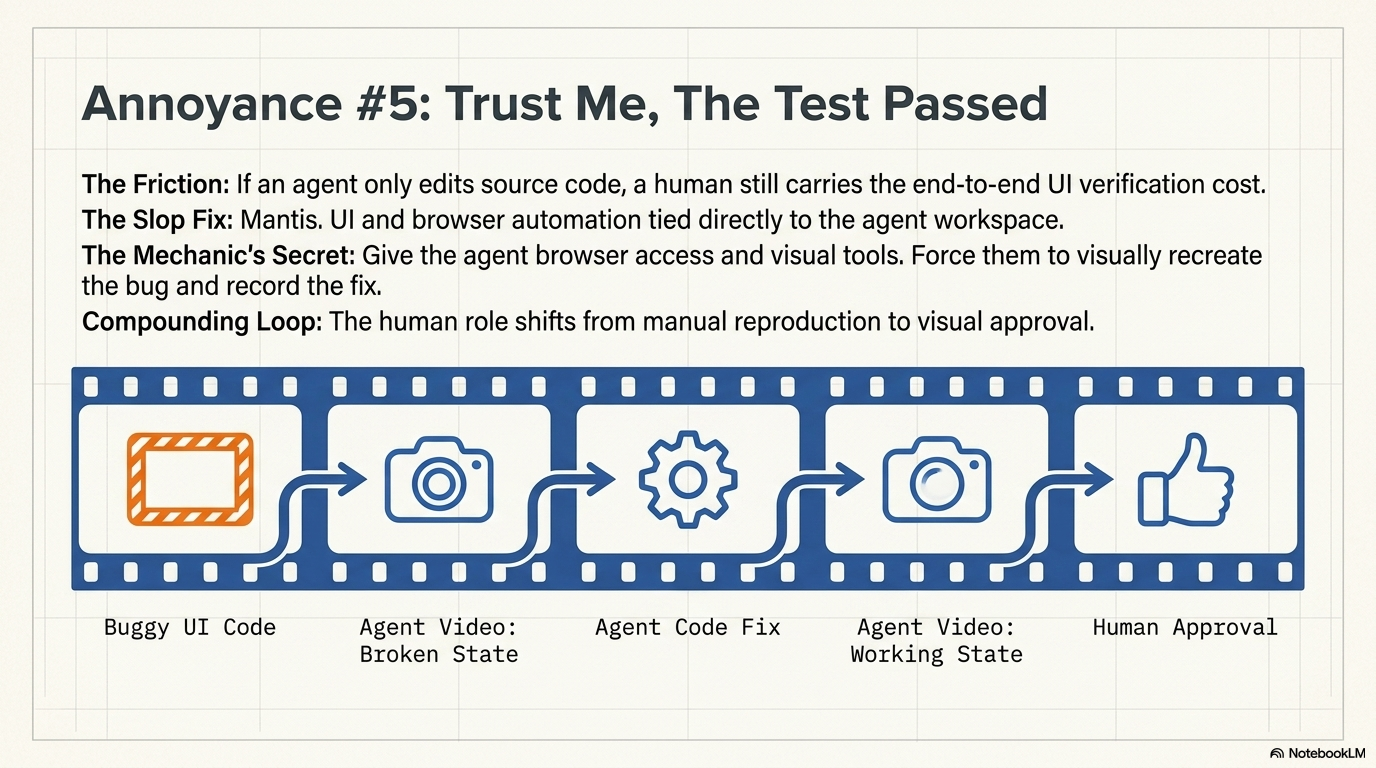 Annoyance #5: Trust Me, The Test Passed
The Friction: If an agent only edits source code, a human still carries the end-to-end UI verification cost.
The Slop Fix: Mantis. UI and browser automation tied directly to the agent workspace.
The Mechanic’s Secret: Give the agent browser access and visual tools. Force them to visually recreate
the bug and record the fix.
Compounding Loop: The human role shifts from manual reproduction to visual approval.
Buggy UI Code
Agent Video:
Broken State
Agent Code Fix
Agent Video:
Working State
Human Approval
NotebookLM